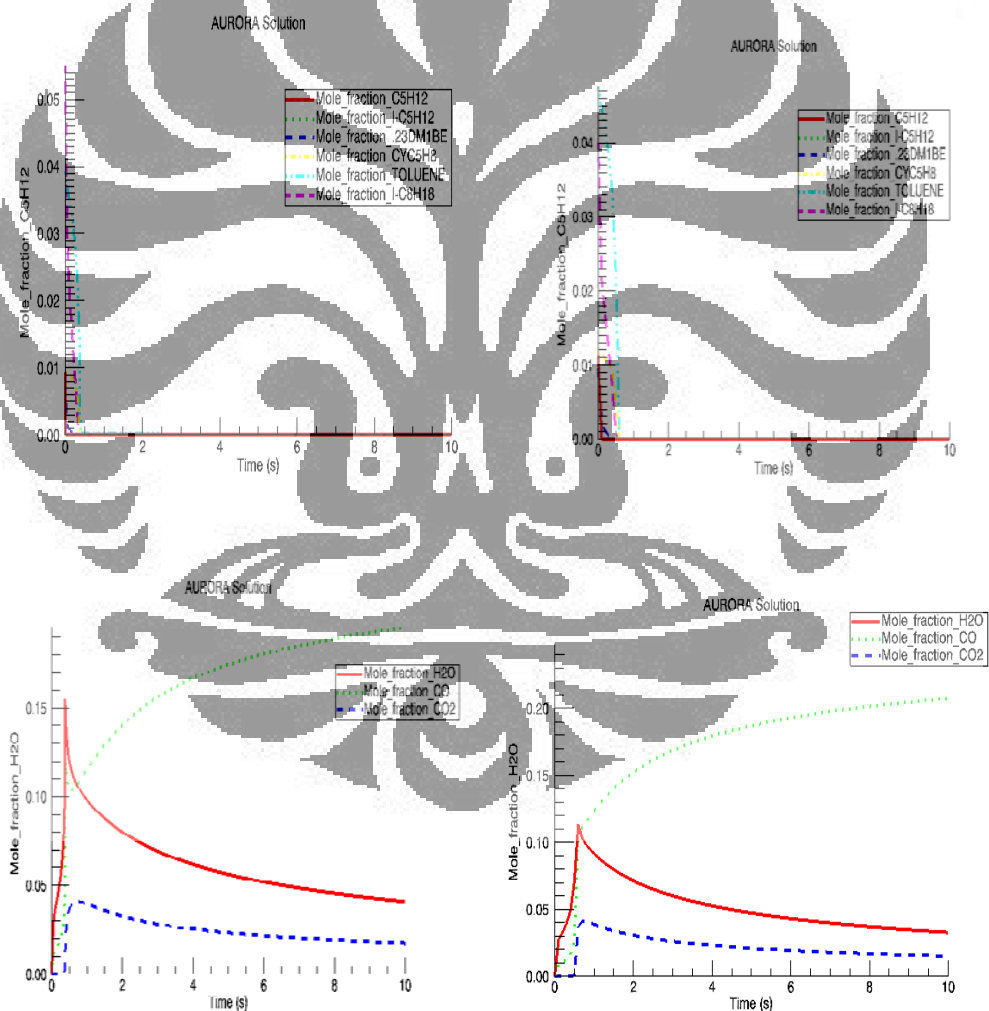 AURORA Solution
Mole_fraction_C5H12
0.05
0.04
0.03
0.02
0.01
0.00
Mole_fraction_C5H12
Mole_fraction_I-C5H12
Mole_fraction_23DM1BE
Mole_fraction_CYC5H8
Mole_fraction_TOLUENE
Mole_fraction_I-C8H18
0 2 4 6 8 10
Time (s)
AURORA Solution
Mole_fraction_C5H12
0.04
0.03
0.02
0.01
0.00
Mole_fraction_C5H12
Mole_fraction_I-C5H12
Mole_fraction_23DM1BE
Mole_fraction_CYC5H8
Mole_fraction_TOLUENE
Mole_fraction_I-C8H18
0 2 4 6 8 10
Time (s)
AURORA Solution
Mole_fraction_H2O
0.15
0.10
0.05
0.00
Mole_fraction_H2O
Mole_fraction_CO
Mole_fraction_CO2
0 2 4 6 8 10
Time (s)
AURORA Solution
Mole_fraction_H2O
0.20
0.15
0.10
0.05
0.00
Mole_fraction_H2O
Mole_fraction_CO
Mole_fraction_CO2
0 2 4 6 8 10
Time (s)